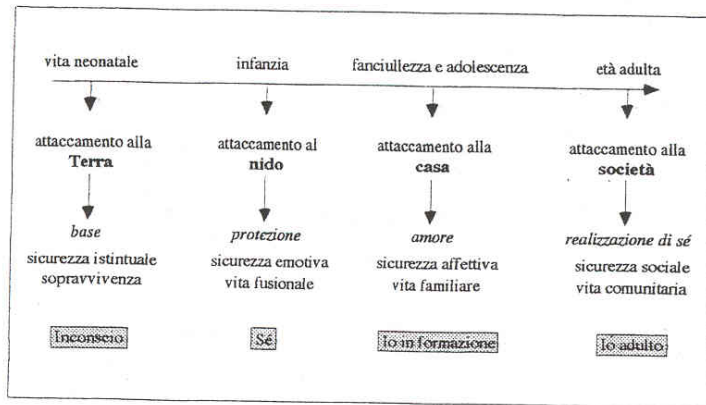 vita neonatale
infanzia
fanciullezza e adolescenza
età adulta
attaccamento alla
Terra
attaccamento al
nido
attaccamento alla
casa
attaccamento alla
società
base
sicurezza istintuale
sopravvivenza
protezione
sicurezza emotiva
vita fusionale
amore
sicurezza affettiva
vita familiare
realizzazione di sé
sicurezza sociale
vita comunitaria
Inconscio
Sé
Io in formazione
Io adulto